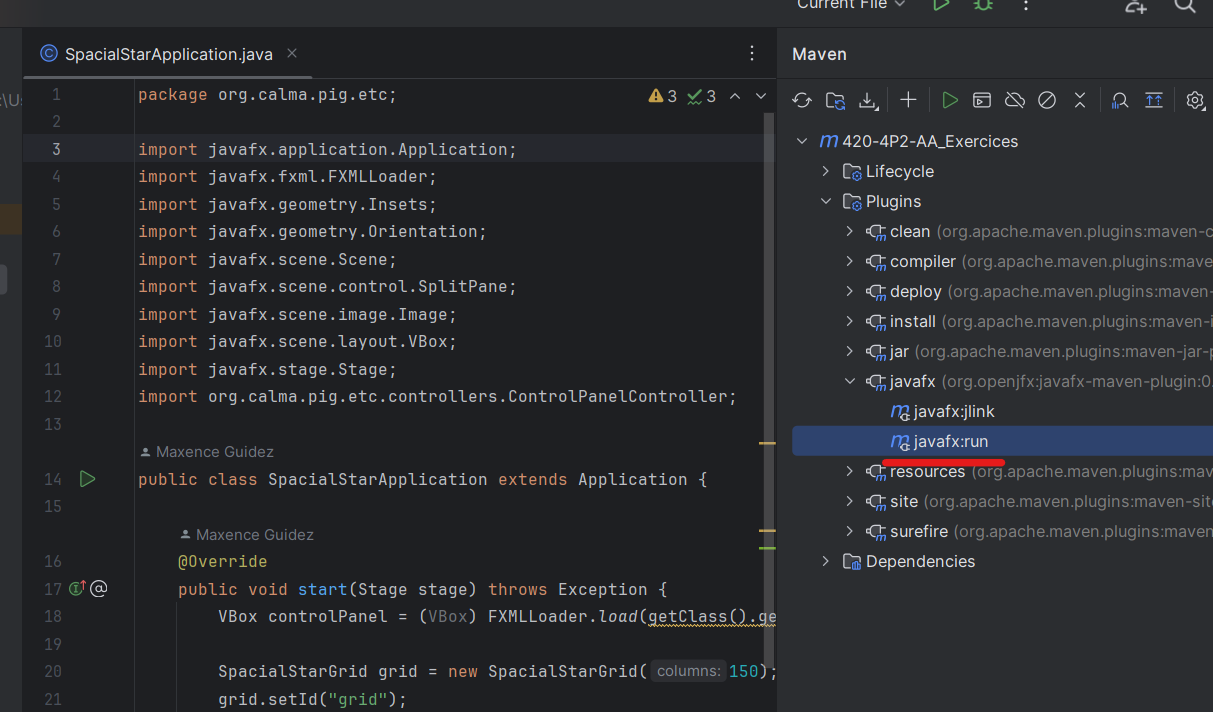 Current File
SpacialStarApplication.java
Maven
1 package org.calma.pig.etc; 3 3
2
3 import javafx.application.Application;
4 import javafx.fxml.FXMLLoader;
5 import javafx.geometry.Insets;
6 import javafx.geometry.Orientation;
7 import javafx.scene.Scene;
8 import javafx.scene.control.SplitPane;
9 import javafx.scene.image.Image;
10 import javafx.scene.layout.VBox;
11 import javafx.stage.Stage;
12 import org.calma.pig.etc.controllers.ControlPanelController;
13
Maxence Guidez
14 public class SpacialStarApplication extends Application {
15
Maxence Guidez
16 @Override
17 public void start(Stage stage) throws Exception {
18 VBox controlPanel = (VBox) FXMLLoader.load(getClass().ge
19
20 SpacialStarGrid grid = new SpacialStarGrid( columns: 150);
21 grid.setId("grid");
m 420-4P2-AA_Exercices
Lifecycle
Plugins
clean (org.apache.maven.plugins:maven-c
compiler (org.apache.maven.plugins:mave
deploy (org.apache.maven.plugins:maven-
install (org.apache.maven.plugins:maven-i
jar (org.apache.maven.plugins:maven-jar-p
javafx (org.openjfx:javafx-maven-plugin:0.
javafx:jlink
javafx:run
resources (org.apache.maven.plugins:mav
site (org.apache.maven.plugins:maven-site
surefire (org.apache.maven.plugins:maven
Dependencies